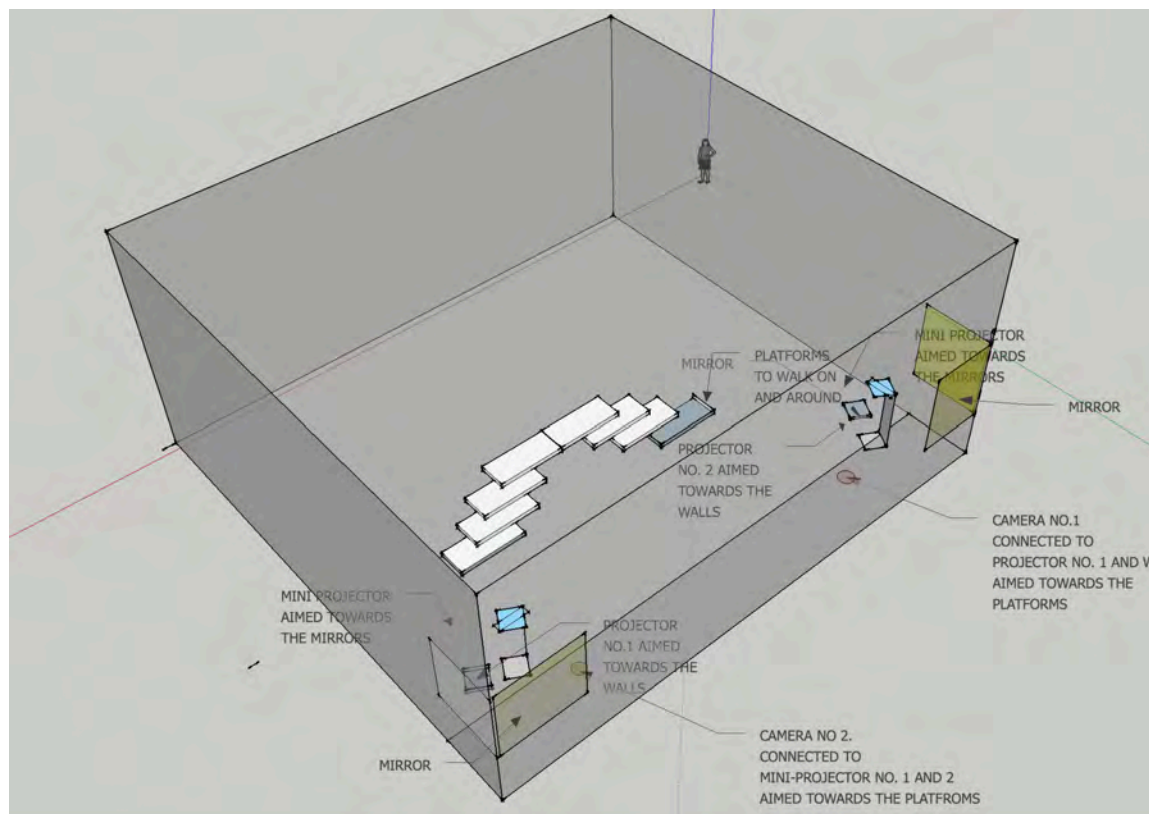 MINI PROJECTOR
AIMED TOWARDS
THE MIRRORS
MIRROR
PLATFORMS
TO WALK ON
AND AROUND
MIRROR
PROJECTOR
NO. 2 AIMED
TOWARDS THE
WALLS
CAMERA NO.1
CONNECTED TO
PROJECTOR NO. 1 AND W
AIMED TOWARDS THE
PLATFORMS
MINI PROJECTOR
AIMED TOWARDS
THE MIRRORS
PROJECTOR
NO.1 AIMED
TOWARDS THE
WALLS
MIRROR
CAMERA NO 2.
CONNECTED TO
MINI-PROJECTOR NO. 1 AND 2
AIMED TOWARDS THE PLATFROMS